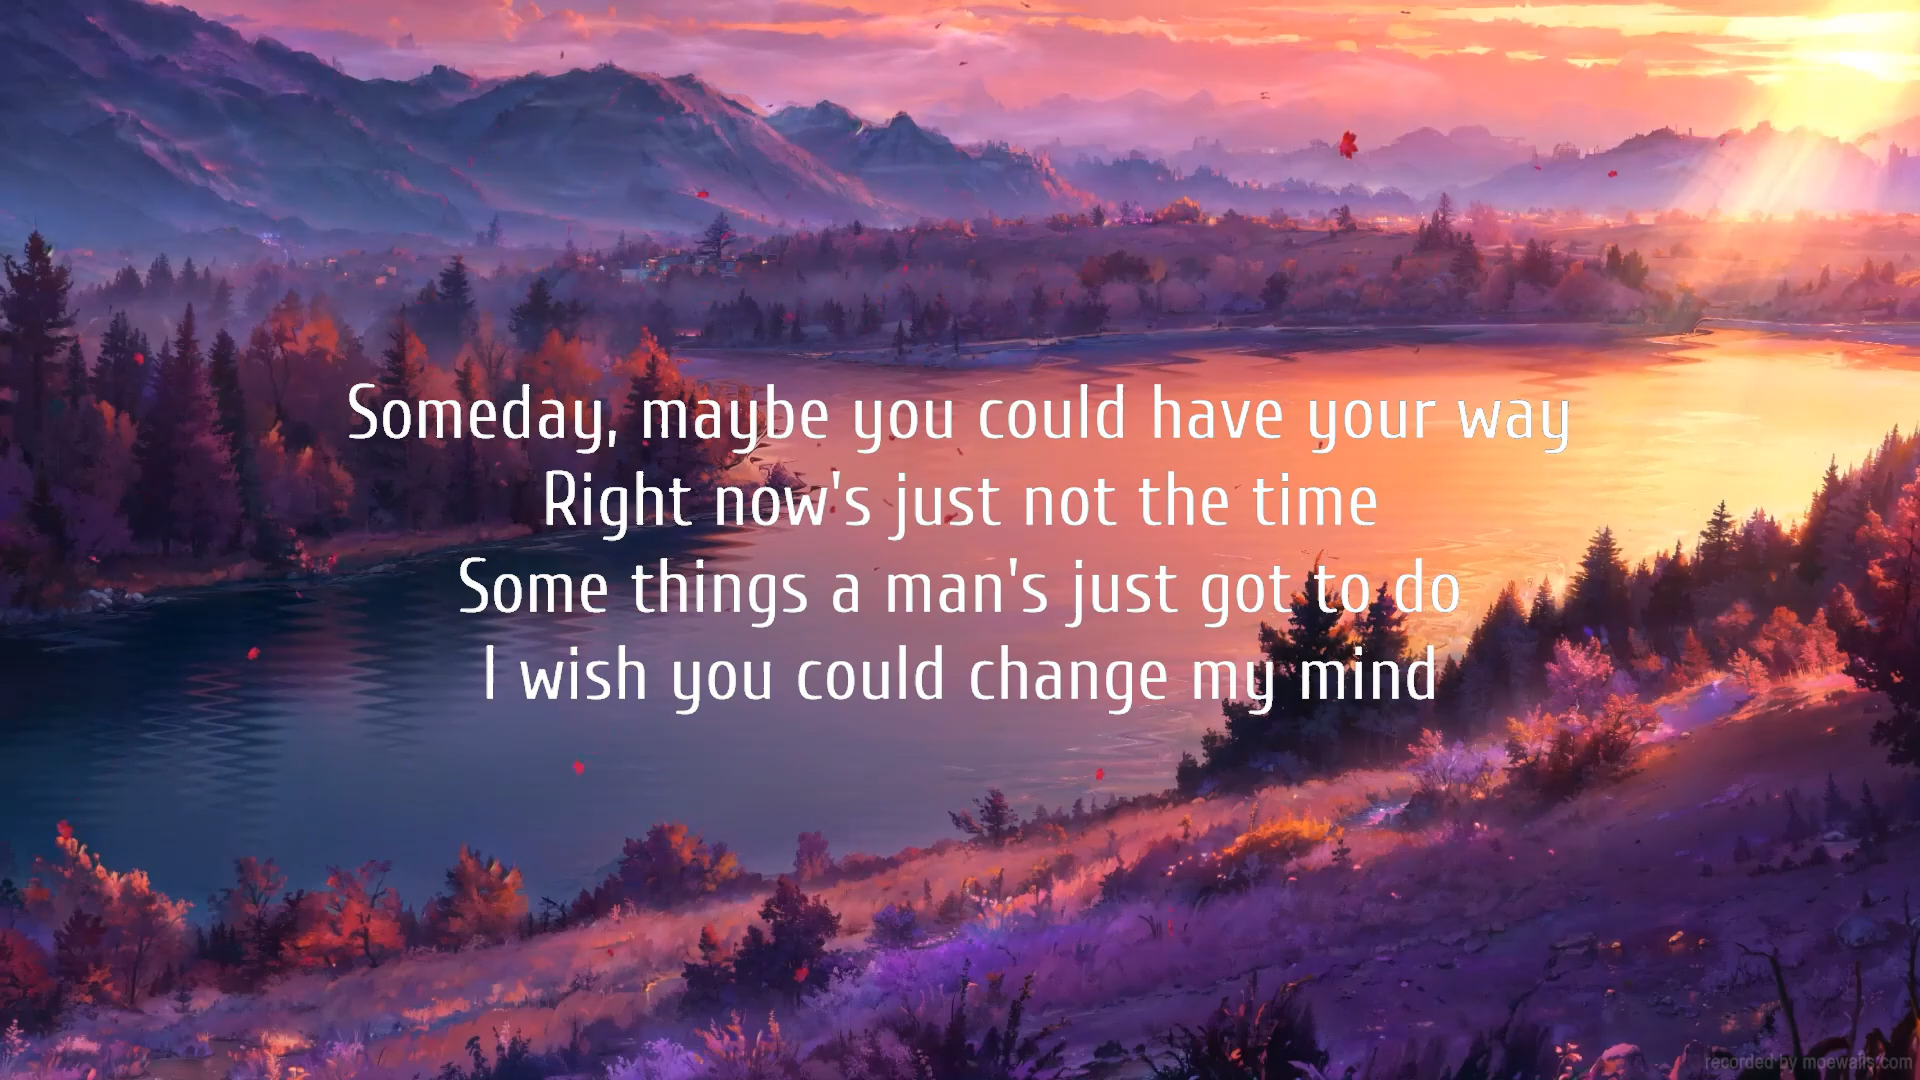 Someday, maybe you could have your way
Right now's just not the time
Some things a man's just got to do
I wish you could change my mind
recorded by moewalls.com